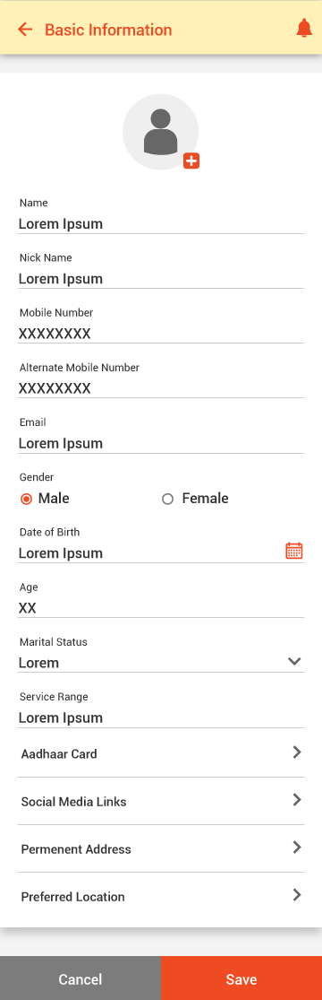 Basic Information
Name
Lorem Ipsum
Nick Name
Lorem Ipsum
Mobile Number
XXXXXXXX
Alternate Mobile Number
XXXXXXXX
Email
Lorem Ipsum
Gender
Male Female
Date of Birth
Lorem Ipsum
Age
XX
Marital Status
Lorem
Service Range
Lorem Ipsum
Aadhaar Card
Social Media Links
Permenent Address
Preferred Location
Cancel Save